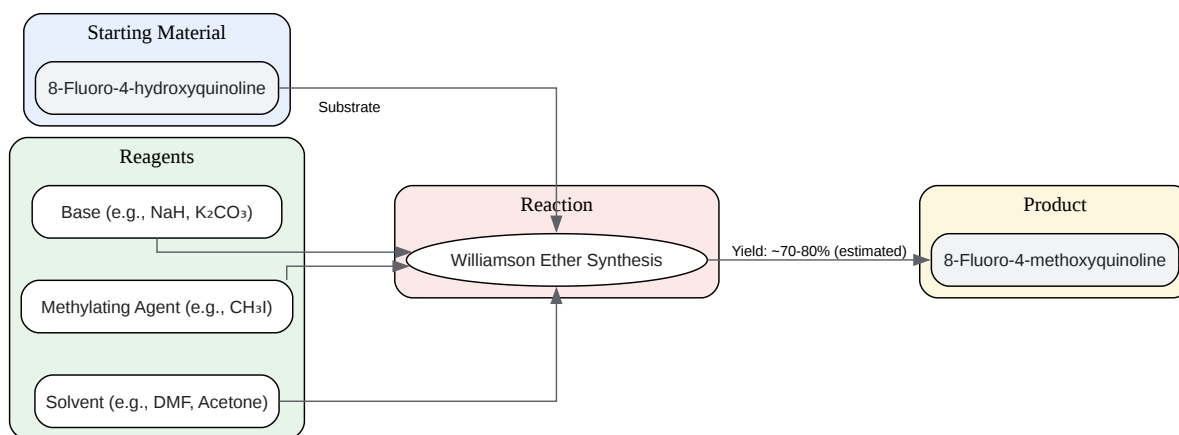 Starting Material
8-Fluoro-4-hydroxyquinoline
Substrate
Reagents
Base (e.g., NaH, K₂CO₃)
Methylating Agent (e.g., CH₃I)
Solvent (e.g., DMF, Acetone)
Reaction
Williamson Ether Synthesis
Yield: ~70-80% (estimated)
Product
8-Fluoro-4-methoxyquinoline